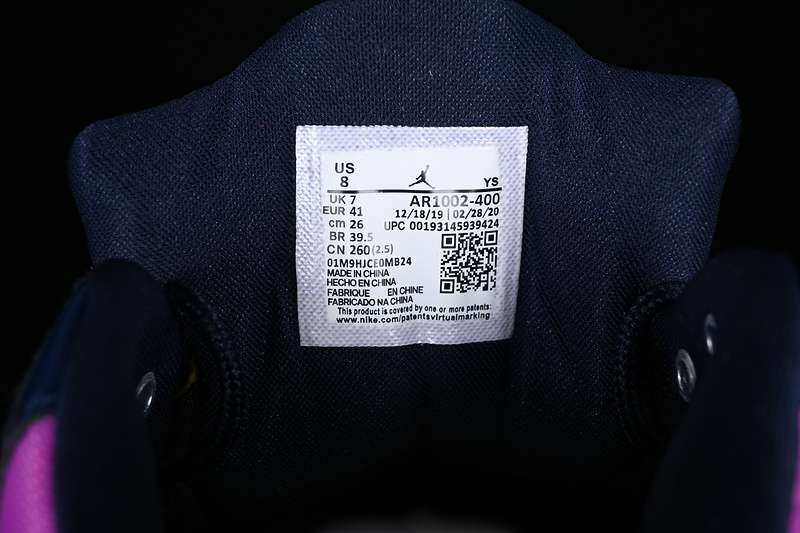 US
8
YS
UK 7
AR1002-400
EUR 41
12/18/19 | 02/28/20
cm 26
UPC 00193145939424
BR 39.5
CN 260 (2.5)
01M9HJCE0MB24
MADE IN CHINA
HECHO EN CHINA
FABRIQUE EN CHINE
FABRICADO NA CHINA
This product is covered by one or more patents:
www.nike.com/patentsvirtualmarking